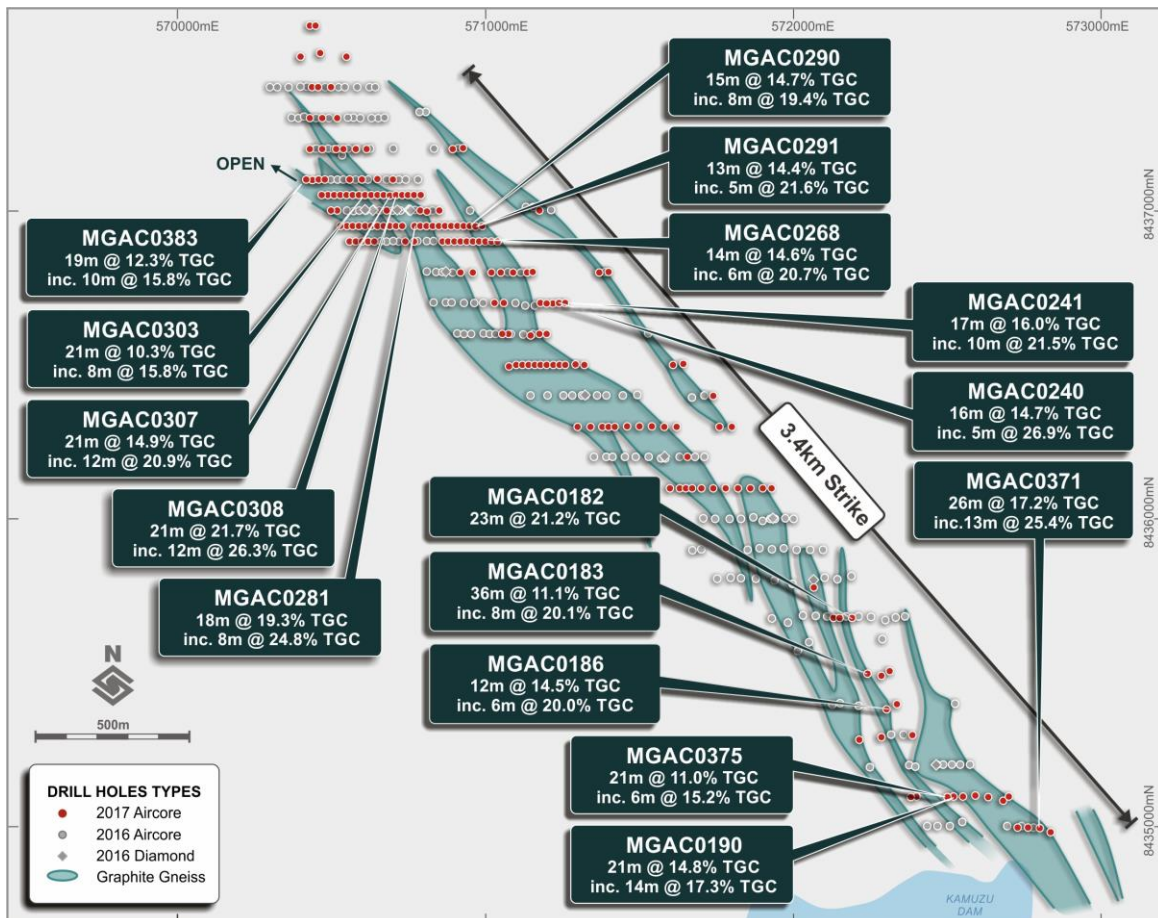 570000mE
571000mE
572000mE
573000mE
MGAC0290
15m @ 14.7% TGC
inc. 8m @ 19.4% TGC
MGAC0291
13m @ 14.4% TGC
inc. 5m @ 21.6% TGC
OPEN
8437000mN
MGAC0383
19m @ 12.3% TGC
inc. 10m @ 15.8% TGC
MGAC0268
14m @ 14.6% TGC
inc. 6m @ 20.7% TGC
MGAC0303
21m @ 10.3% TGC
inc. 8m @ 15.8% TGC
MGAC0241
17m @ 16.0% TGC
inc. 10m @ 21.5% TGC
MGAC0307
21m @ 14.9% TGC
inc. 12m @ 20.9% TGC
MGAC0240
16m @ 14.7% TGC
inc. 5m @ 26.9% TGC
3.4km Strike
MGAC0308
21m @ 21.7% TGC
inc. 12m @ 26.3% TGC
MGAC0182
23m @ 21.2% TGC
MGAC0371
26m @ 17.2% TGC
inc.13m @ 25.4% TGC
8436000mN
MGAC0281
18m @ 19.3% TGC
inc. 8m @ 24.8% TGC
MGAC0183
36m @ 11.1% TGC
inc. 8m @ 20.1% TGC
N
500m
MGAC0186
12m @ 14.5% TGC
inc. 6m @ 20.0% TGC
MGAC0375
21m @ 11.0% TGC
inc. 6m @ 15.2% TGC
8435000mN
MGAC0190
21m @ 14.8% TGC
inc. 14m @ 17.3% TGC
DRILL HOLES TYPES
2017 Aircore
2016 Aircore
2016 Diamond
Graphite Gneiss
KAMUZU
DAM